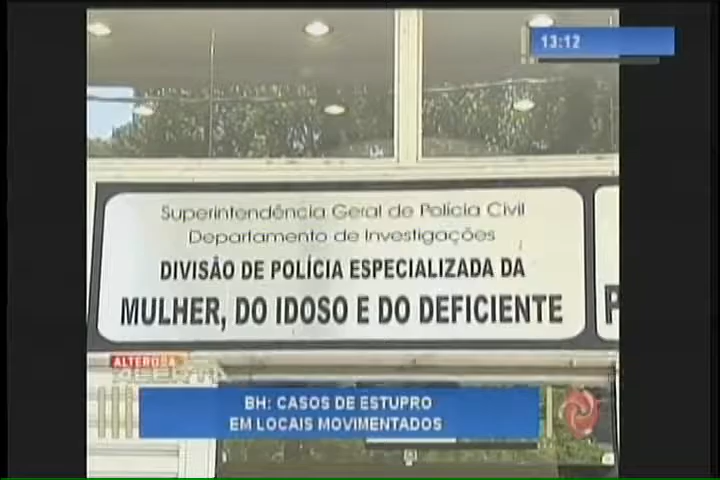 13:12
Superintendência Geral de Polícia Civil
Departamento de Investigações
DIVISÃO DE POLÍCIA ESPECIALIZADA DA
MULHER, DO IDOSO E DO DEFICIENTE
P
ALTEROSA
ALERTA
BH: CASOS DE ESTUPRO
EM LOCAIS MOVIMENTADOS